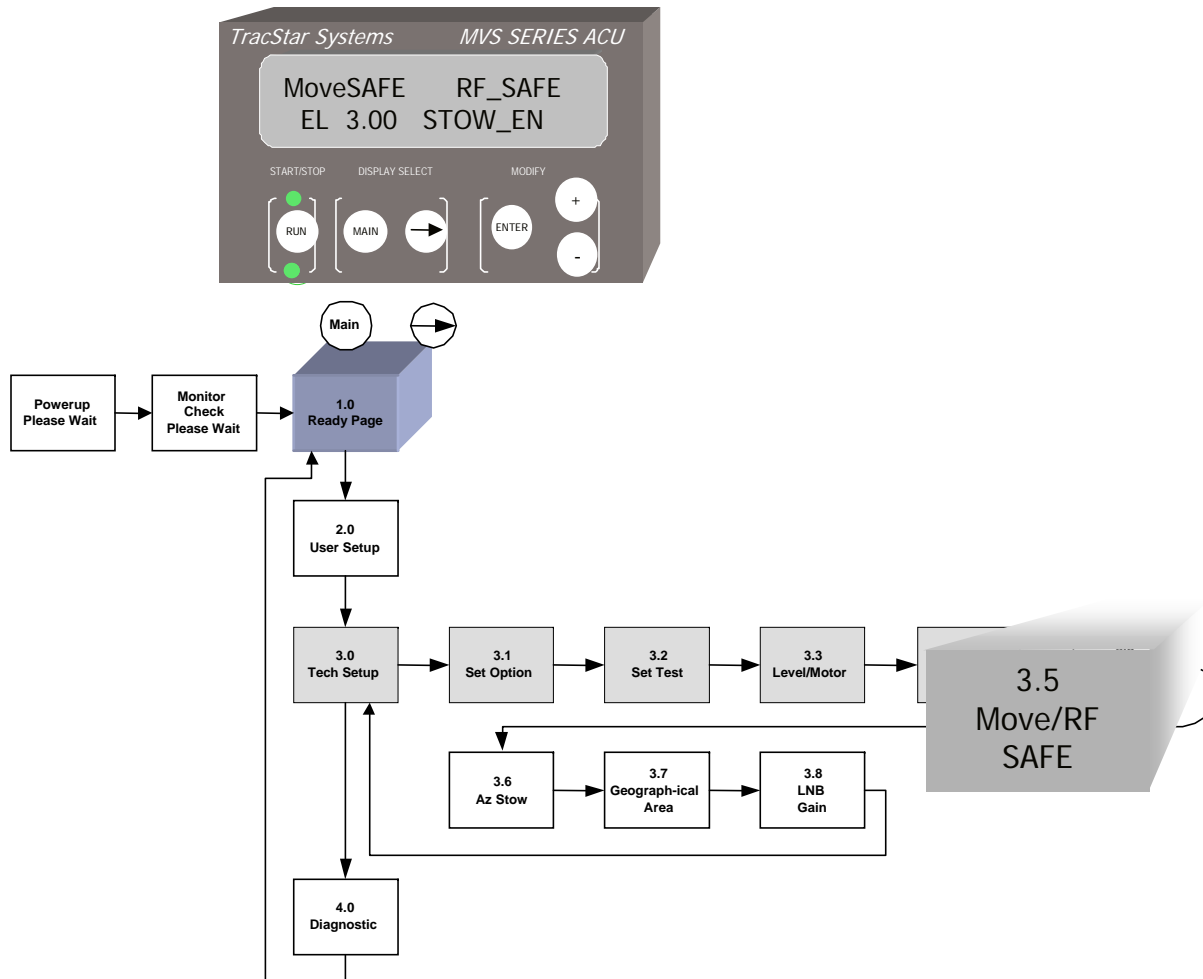 TracStar Systems MVS SERIES ACU
MoveSAFE RF_SAFE
EL 3.00 STOW_EN
START/STOP DISPLAY SELECT MODIFY
RUN MAIN ENTER + -
Main
Powerup
Please Wait
Monitor
Check
Please Wait
1.0
Ready Page
2.0
User Setup
3.0
Tech Setup
3.1
Set Option
3.2
Set Test
3.3
Level/Motor
3.5
Move/RF
SAFE
3.6
Az Stow
3.7
Geograph-ical
Area
3.8
LNB
Gain
4.0
Diagnostic